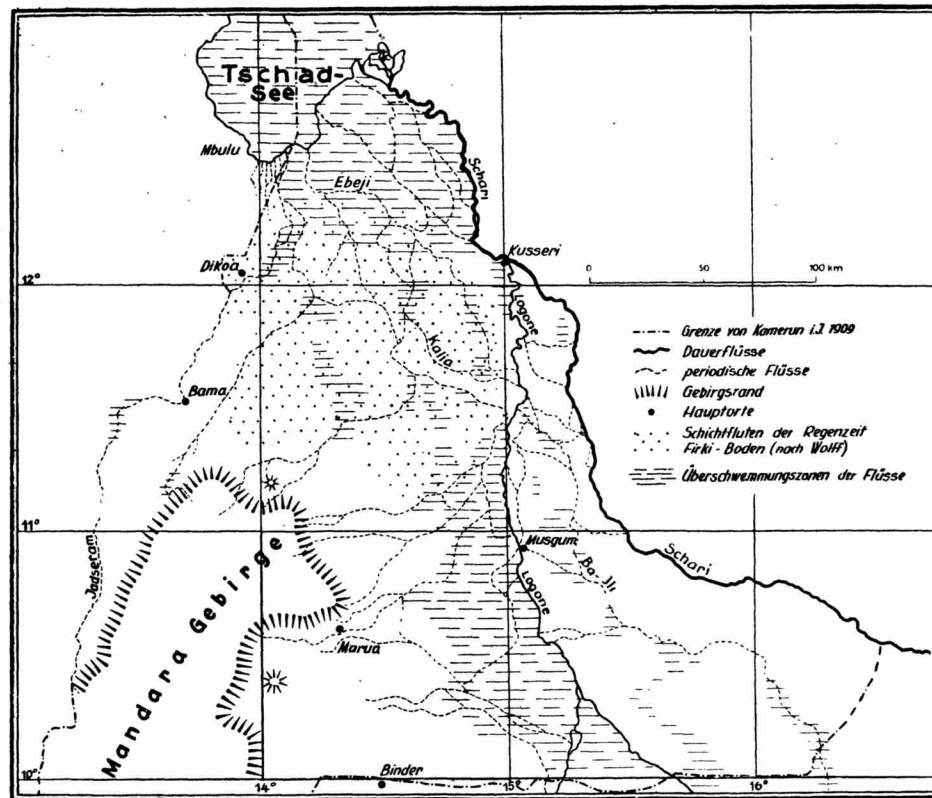 Tschad-
See
Mbulu
Ebeji
Schari
Kusseri
Dikoa
12°
0 50 100 km
Logone
Kalia
Bama
Grenze von Kamerun i.J. 1909
Dauerflüsse
periodische Flüsse
Gebirgsrand
Hauptorte
Schichtfluten der Regenzeit
Firki-Boden (nach Wolff)
Überschwemmungszonen der Flüsse
11°
Jadseram
Mandara Gebirge
Musgum
Ba-Ili
Schari
Logone
Marua
10°
Binder
14° 15° 16°